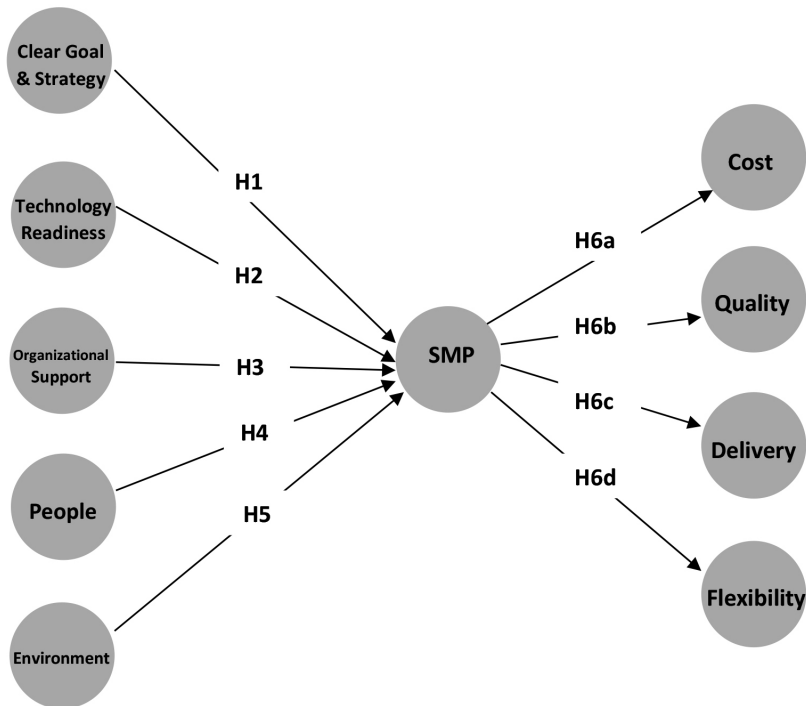 Clear Goal
& Strategy
Technology
Readiness
Organizational
Support
People
Environment
H1
H2
H3
H4
H5
SMP
H6a
H6b
H6c
H6d
Cost
Quality
Delivery
Flexibility